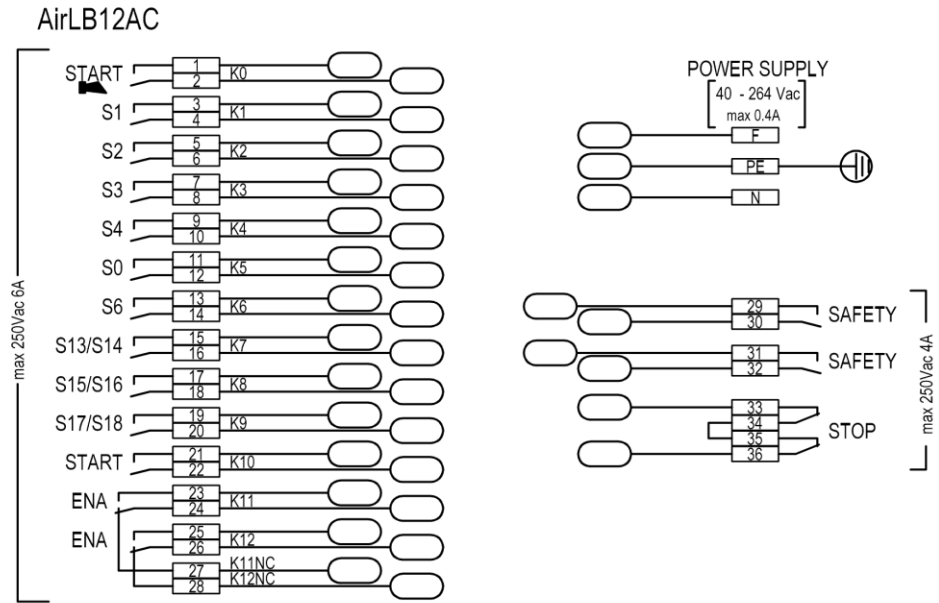 AirLB12AC
START 1 K0
2
S1 3 K1
4
S2 5 K2
6
S3 7 K3
8
S4 9 K4
10
S0 11 K5
12
S6 13 K6
14
S13/S14 15 K7
16
S15/S16 17 K8
18
S17/S18 19 K9
20
START 21 K10
22
ENA 23 K11
24
ENA 25 K12
26
27 K11NC
28 K12NC
max 250Vac 6A
POWER SUPPLY
40 - 264 Vac
max 0.4A
F
PE
N
29 SAFETY
30
31 SAFETY
32
33
34 STOP
35
36
max 250Vac 4A